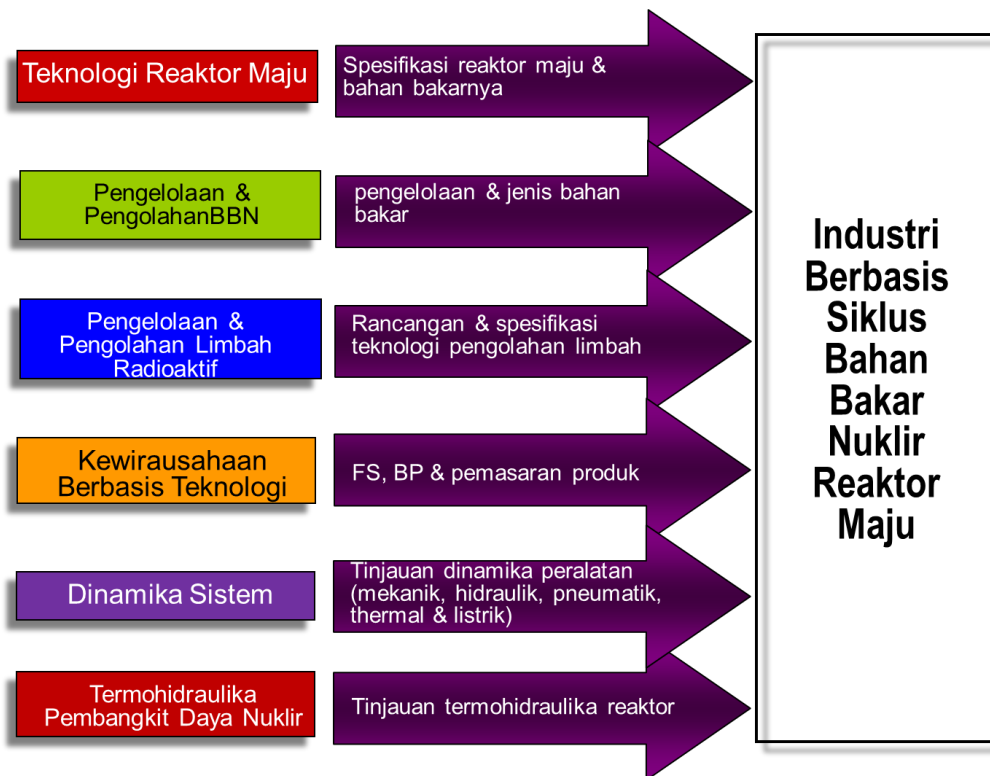 Teknologi Reaktor Maju
Spesifikasi reaktor maju &
bahan bakarnya
Pengelolaan &
PengolahanBBN
pengelolaan & jenis bahan
bakar
Pengelolaan &
Pengolahan Limbah
Radioaktif
Rancangan & spesifikasi
teknologi pengolahan limbah
Kewirausahaan
Berbasis Teknologi
FS, BP & pemasaran produk
Dinamika Sistem
Tinjauan dinamika peralatan
(mekanik, hidraulik, pneumatik,
thermal & listrik)
Termohidraulika
Pembangkit Daya Nuklir
Tinjauan termohidraulika reaktor
Industri
Berbasis
Siklus
Bahan
Bakar
Nuklir
Reaktor
Maju